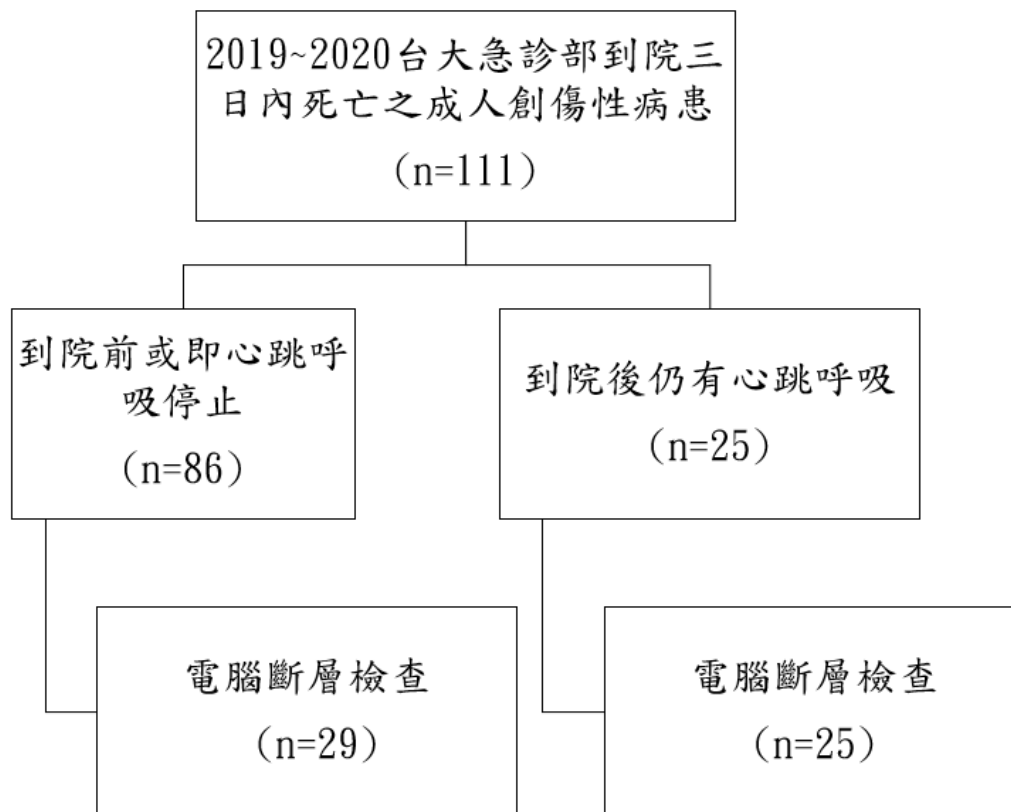 2019~2020台大急診部到院三
日內死亡之成人創傷性病患
(n=111)
到院前或即心跳呼
吸停止
(n=86)
到院後仍有心跳呼吸
(n=25)
電腦斷層檢查
(n=29)
電腦斷層檢查
(n=25)